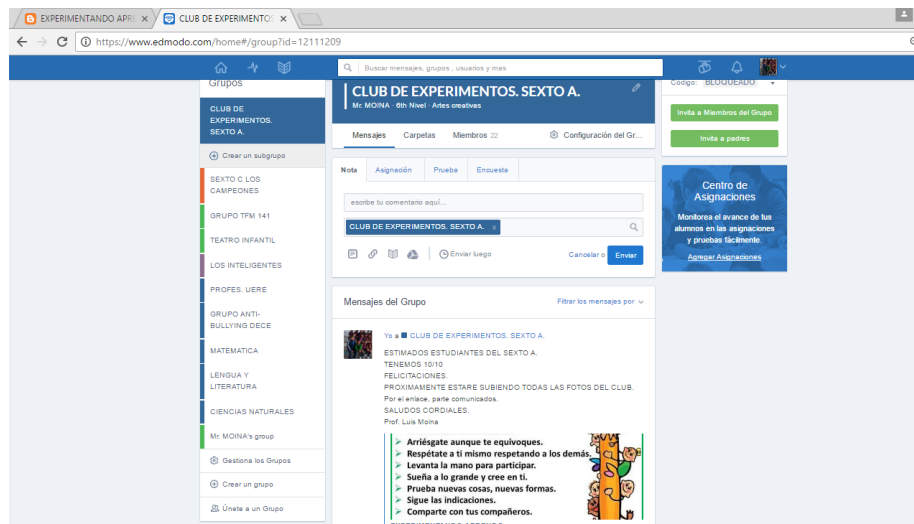 EXPERIMENTANDO APRE
CLUB DE EXPERIMENTOS
https://www.edmodo.com/home#/group?id=12111209
Buscar mensajes, grupos , usuarios y mas
Grupos
CLUB DE
EXPERIMENTOS.
SEXTO A.
Crear un subgrupo
SEXTO C LOS
CAMPEONES
GRUPO TFM 141
TEATRO INFANTIL
LOS INTELIGENTES
PROFES. UERE
GRUPO ANTI-
BULLYING DECE
MATEMATICA
LENGUA Y
LITERATURA
CIENCIAS NATURALES
Mr. MOINA's group
Gestiona los Grupos
Crear un grupo
Únete a un Grupo
CLUB DE EXPERIMENTOS. SEXTO A.
Mr. MOINA · 6th Nivel · Artes creativas
Mensajes Carpetas Miembros 22 Configuración del Gr...
Nota Asignación Prueba Encuesta
escribe tu comentario aquí...
CLUB DE EXPERIMENTOS. SEXTO A. x
Enviar luego Cancelar o Enviar
Mensajes del Grupo Filtrar los mensajes por
Yo a CLUB DE EXPERIMENTOS. SEXTO A.
ESTIMADOS ESTUDIANTES DEL SEXTO A.
TENEMOS 10/10
FELICITACIONES.
PROXIMAMENTE ESTARE SUBIENDO TODAS LAS FOTOS DEL CLUB.
Por el enlace, parte comunicados.
SALUDOS CORDIALES.
Prof. Luis Moina
Arriésgate aunque te equivoques.
Respétate a ti mismo respetando a los demás.
Levanta la mano para participar.
Sueña a lo grande y cree en ti.
Prueba nuevas cosas, nuevas formas.
Sigue las indicaciones.
Comparte con tus compañeros.
Código: BLOQUEADO
Invita a Miembros del Grupo
Invita a padres
Centro de
Asignaciones
Monitorea el avance de tus
alumnos en las asignaciones
y pruebas fácilmente.
Agregar Asignaciones